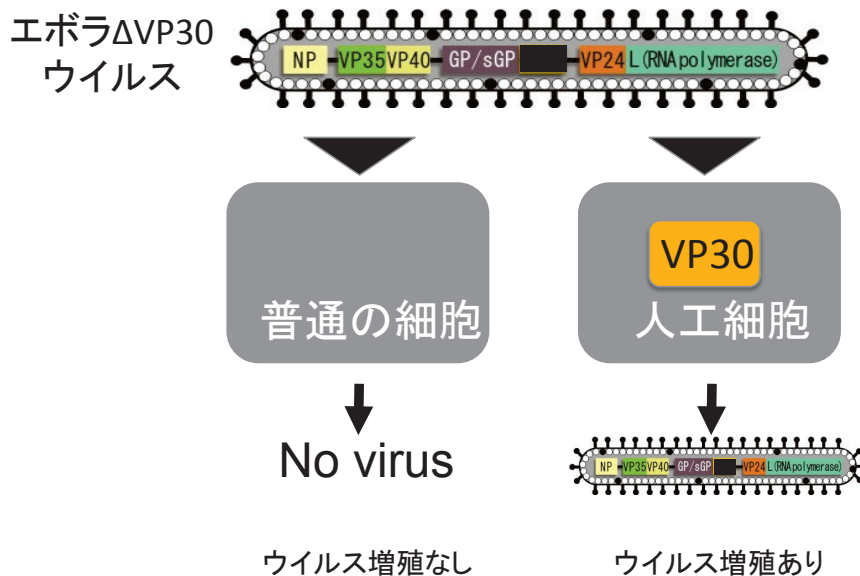 エボラΔVP30
ウイルス
NP VP35 VP40 GP/sGP VP24 L(RNA polymerase)
VP30
普通の細胞
人工細胞
No virus
NP VP35 VP40 GP/sGP VP24 L(RNA polymerase)
ウイルス増殖なし
ウイルス増殖あり